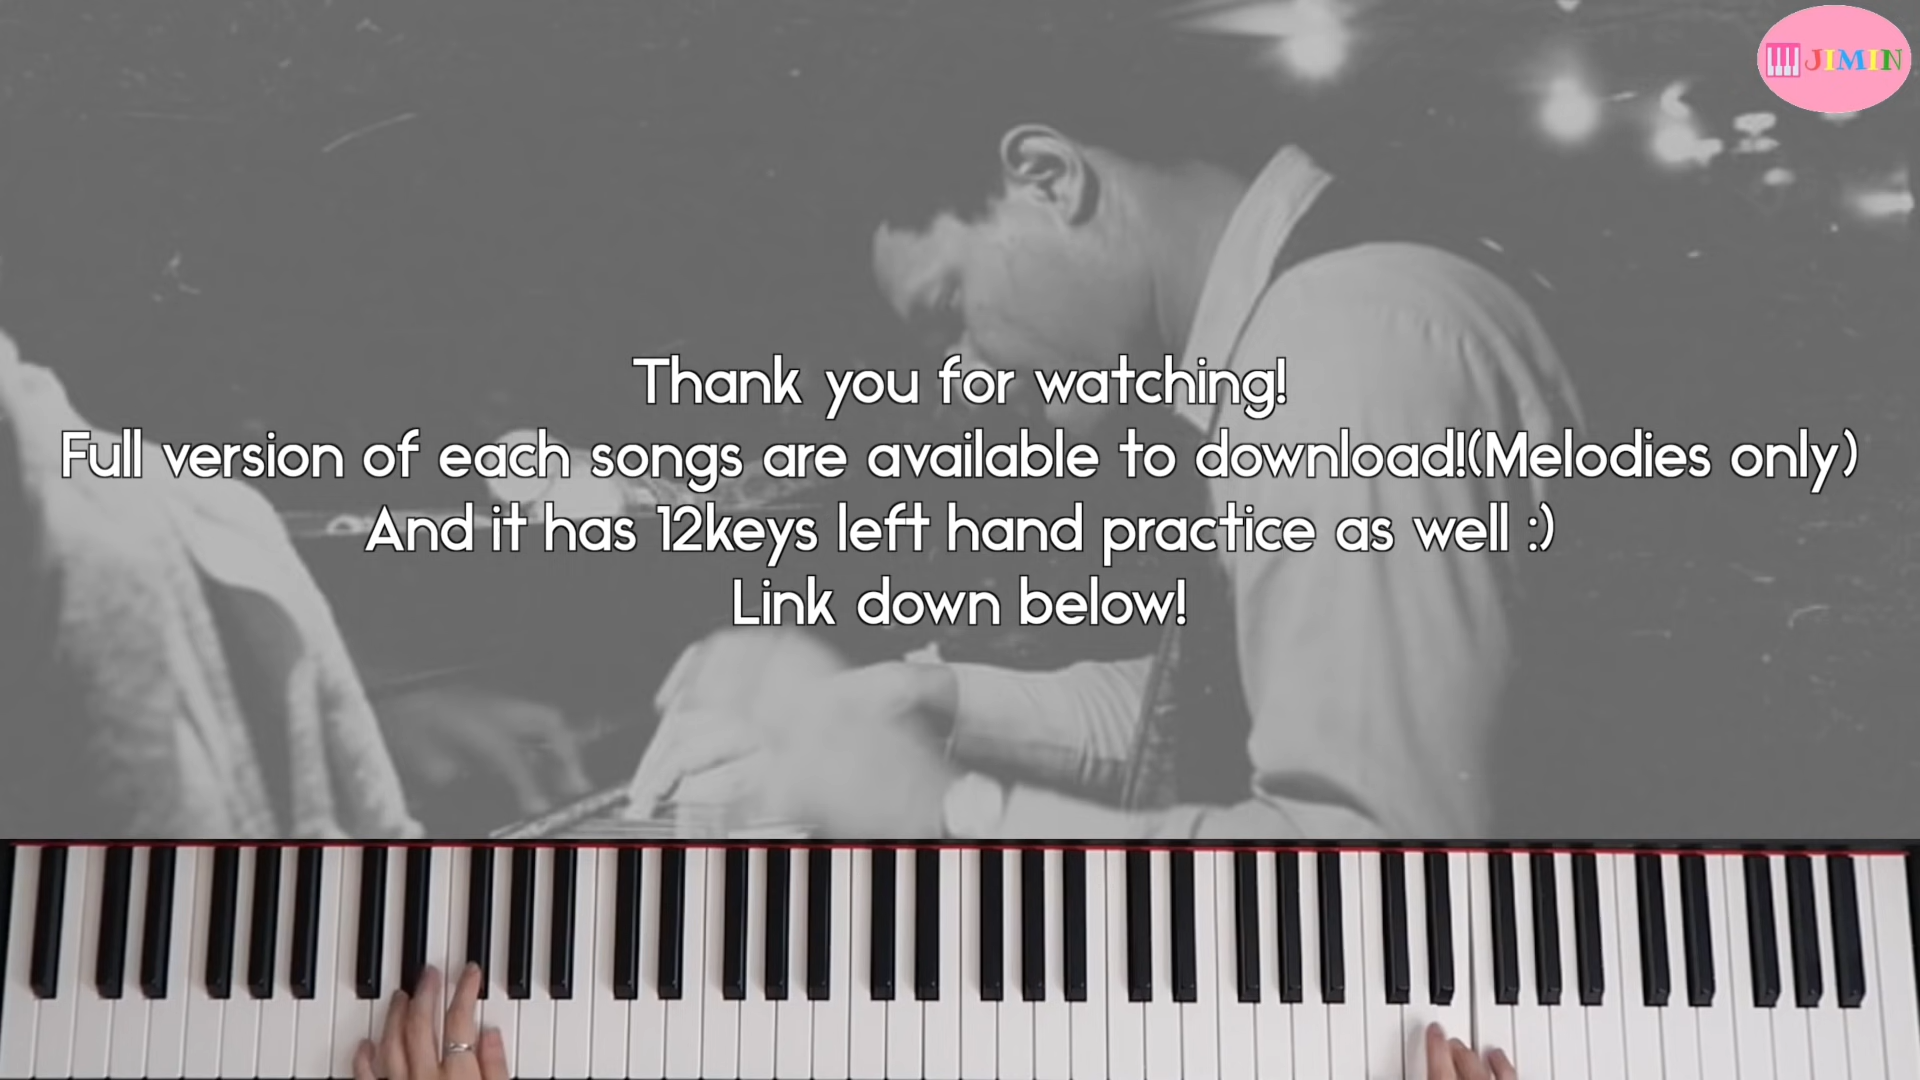 JIMIN
Thank you for watching!
Full version of each songs are available to download!(Melodies only)
And it has 12keys left hand practice as well :)
Link down below!